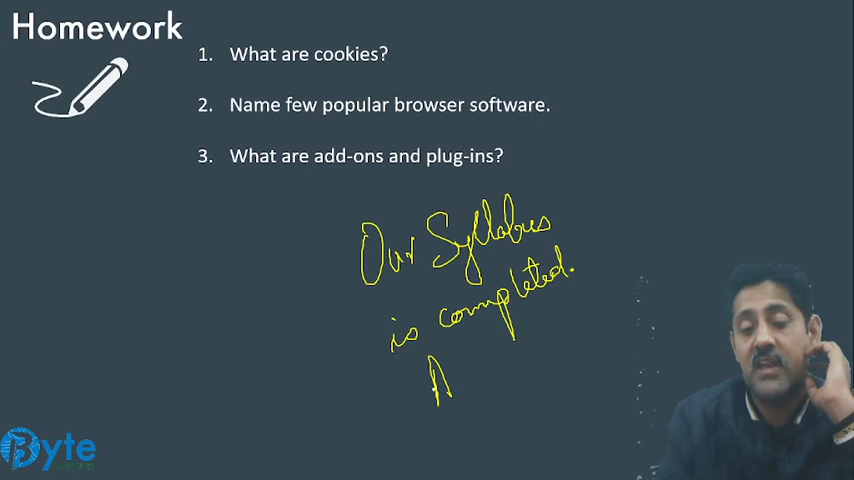 Homework
1. What are cookies?
2. Name few popular browser software.
3. What are add-ons and plug-ins?
Our Syllabus
is completed.
Byte